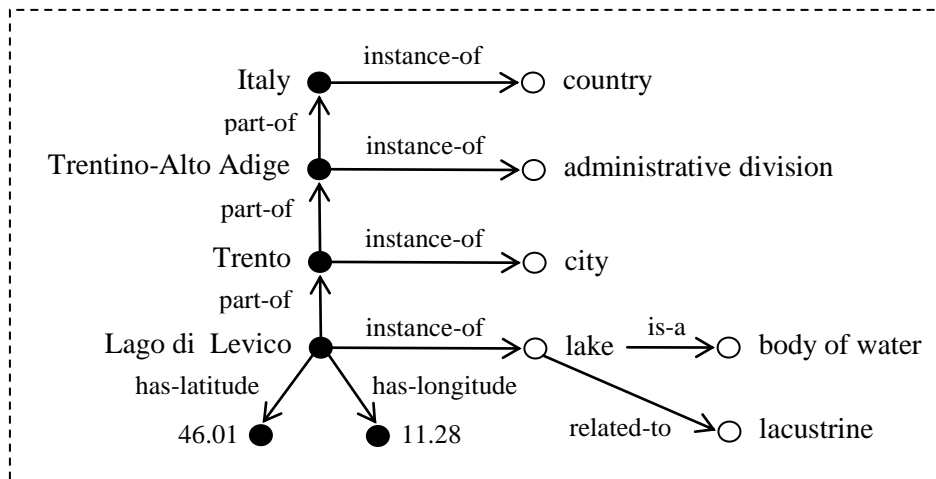 instance-of
Italy country
part-of
instance-of
Trentino-Alto Adige administrative division
part-of
instance-of
Trento city
part-of
instance-of is-a
Lago di Levico lake body of water
has-latitude has-longitude
related-to
46.01 11.28 lacustrine